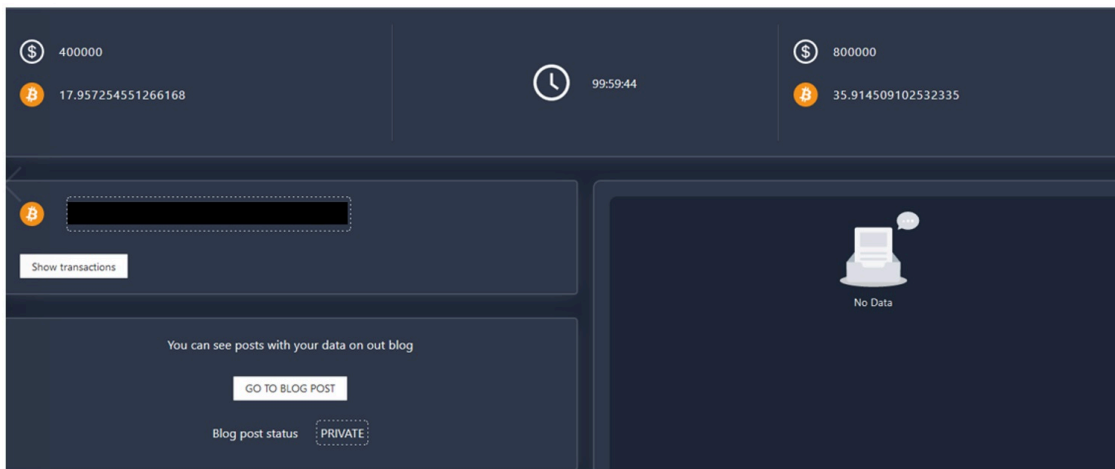 400000
17.957254551266168
99:59:44
800000
35.914509102532335
Show transactions
You can see posts with your data on out blog
GO TO BLOG POST
Blog post status PRIVATE
No Data